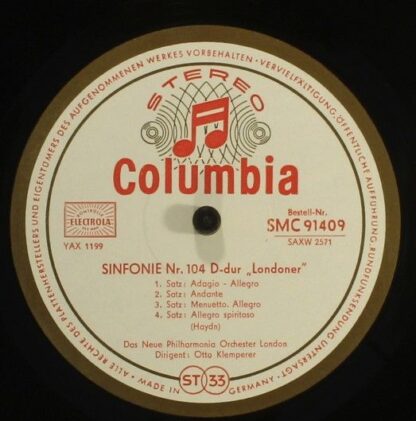 ALLE RECHTE DES PLATTENHERSTELLERS UND EIGENTÜMERS DES AUFGENOMMENEN WERKES VORBEHALTEN · VERVIELFÄLTIGUNG, ÖFFENTLICHE AUFFÜHRUNG, RUNDFUNKSENDUNG UNTERSAGT ·
STEREO
Columbia
ELECTROLA
YAX 1199
Bestell-Nr.
SMC 91409
SAXW 2571
SINFONIE Nr. 104 D-dur „Londoner"
1. Satz: Adagio - Allegro
2. Satz: Andante
3. Satz: Menuetto. Allegro
4. Satz: Allegro spiritoso
(Haydn)
Das Neue Philharmonia Orchester London
Dirigent: Otto Klemperer
MADE IN ST 33 GERMANY